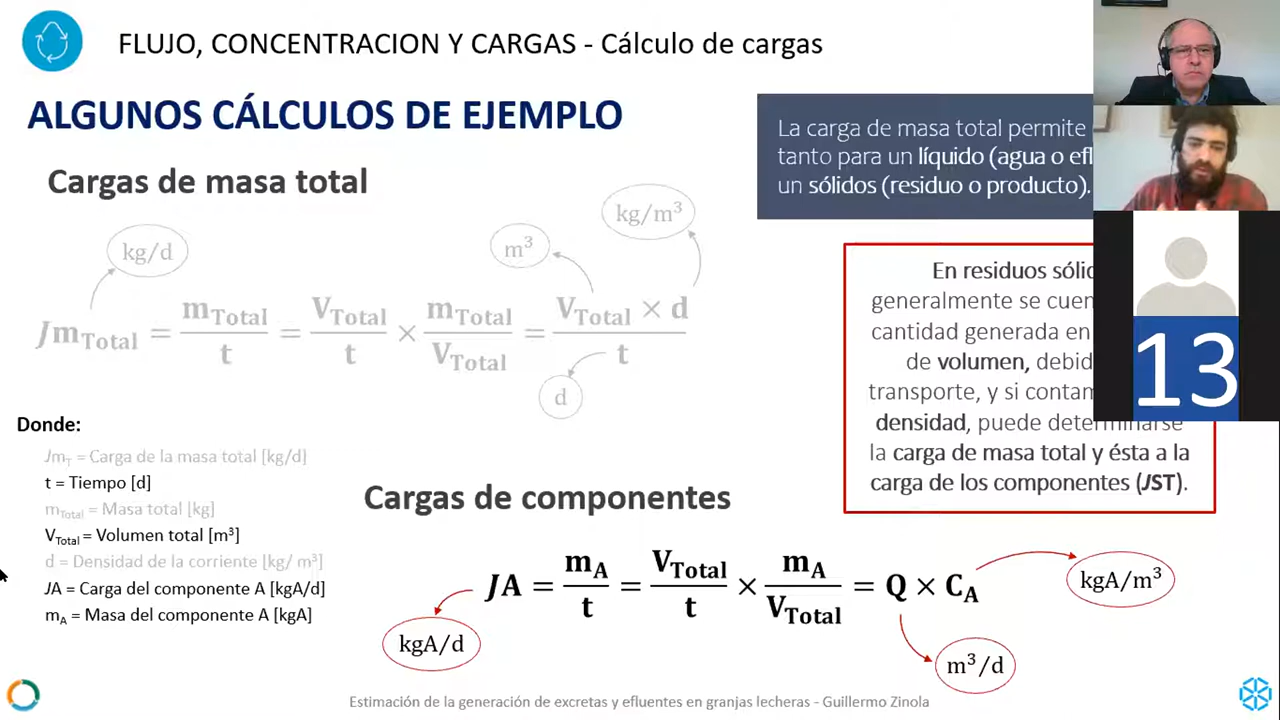 FLUJO, CONCENTRACION Y CARGAS - Cálculo de cargas
ALGUNOS CÁLCULOS DE EJEMPLO
Cargas de masa total
La carga de masa total permite
tanto para un líquido (agua o efl
un sólidos (residuo o producto).
kg/d
m³
kg/m³
Jm_Total = m_Total / t = V_Total / t × m_Total / V_Total = V_Total × d / t
d
En residuos sólid
generalmente se cuen
cantidad generada en
de volumen, debid
transporte, y si contam
densidad, puede determinarse
la carga de masa total y ésta a la
carga de los componentes (JST).
13
Donde:
Jm_T = Carga de la masa total [kg/d]
t = Tiempo [d]
m_Total = Masa total [kg]
V_Total = Volumen total [m³]
d = Densidad de la corriente [kg/ m³]
JA = Carga del componente A [kgA/d]
m_A = Masa del componente A [kgA]
Cargas de componentes
JA = m_A / t = V_Total / t × m_A / V_Total = Q × C_A
kgA/m³
kgA/d
m³/d
Estimación de la generación de excretas y efluentes en granjas lecheras - Guillermo Zinola